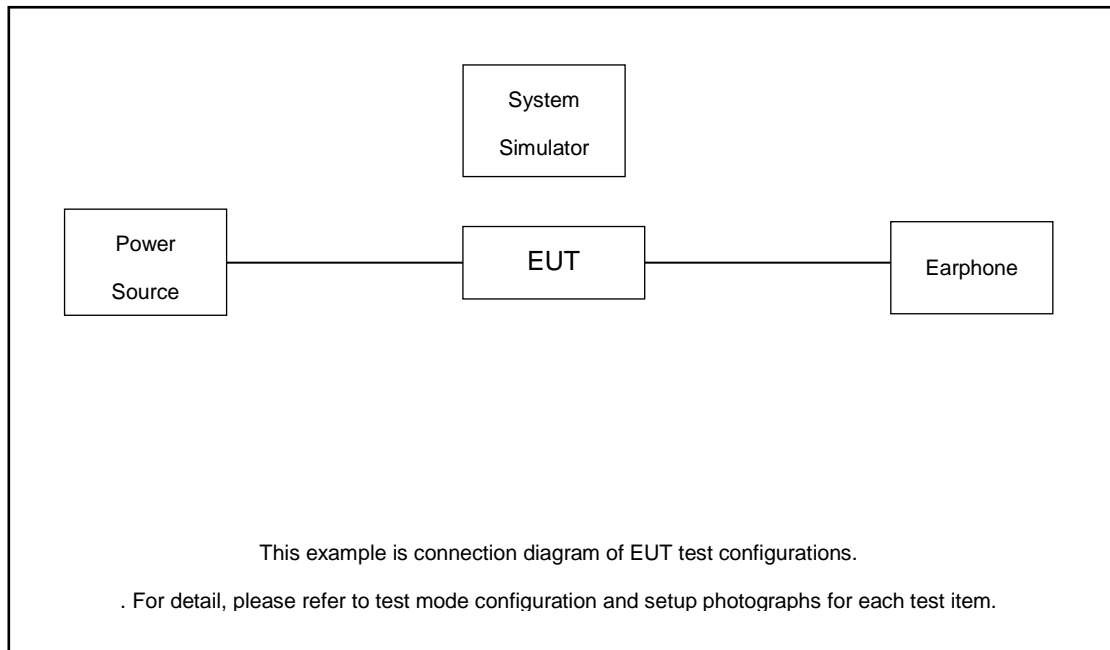 System
Simulator
Power
Source
EUT
Earphone
This example is connection diagram of EUT test configurations.
. For detail, please refer to test mode configuration and setup photographs for each test item.